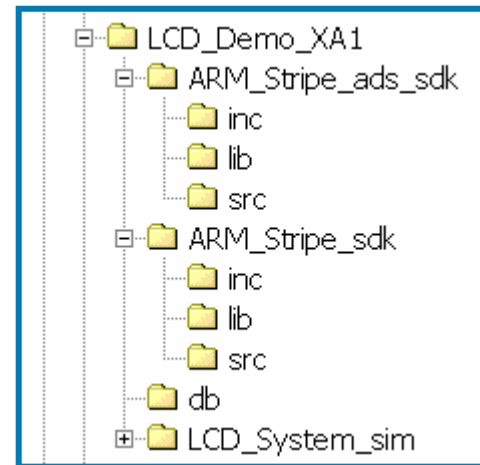 LCD_Demo_XA1
ARM_Stripe_ads_sdk
inc
lib
src
ARM_Stripe_sdk
inc
lib
src
db
LCD_System_sim